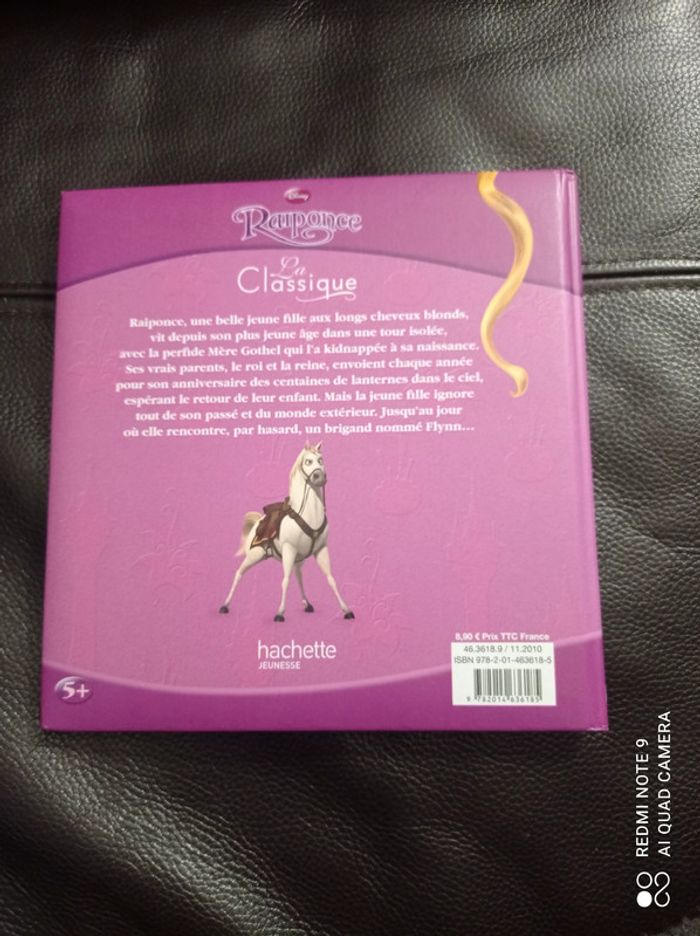 Disney
Raiponce
La
Classique
Raiponce, une belle jeune fille aux longs cheveux blonds,
vit depuis son plus jeune âge dans une tour isolée,
avec la perfide Mère Gothel qui l'a kidnappée à sa naissance.
Ses vrais parents, le roi et la reine, envoient chaque année
pour son anniversaire des centaines de lanternes dans le ciel,
espérant le retour de leur enfant. Mais la jeune fille ignore
tout de son passé et du monde extérieur. Jusqu'au jour
où elle rencontre, par hasard, un brigand nommé Flynn...
hachette
JEUNESSE
5+
8,90 € Prix TTC France
46.3618.9 / 11.2010
ISBN 978-2-01-463618-5
9 782014 636185
REDMI NOTE 9
AI QUAD CAMERA